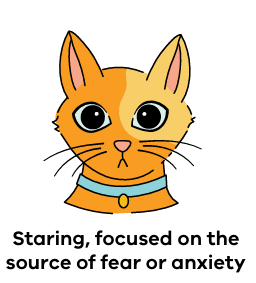 Staring, focused on the
source of fear or anxiety